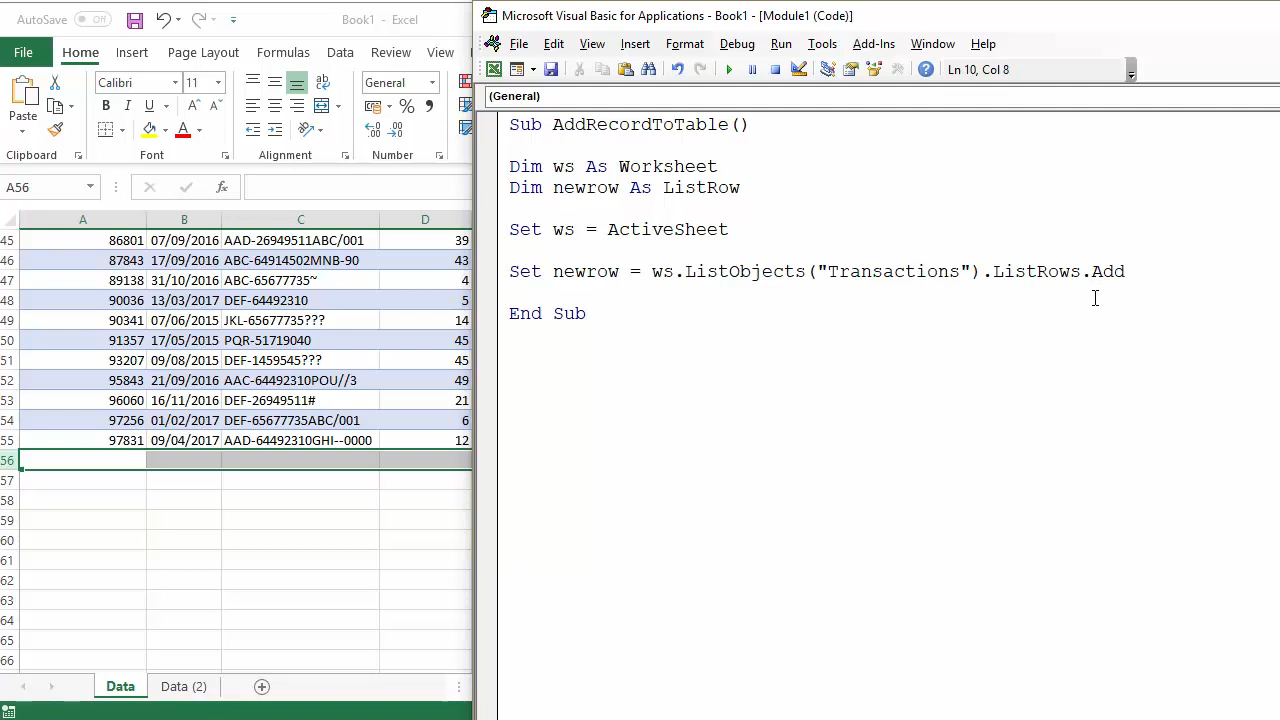 AutoSave Off Book1 - Excel
File Home Insert Page Layout Formulas Data Review View
Paste
Calibri 11
B I U A A
A
General
% ,
Clipboard Font Alignment Number
A56 fx
A B C D
45 86801 07/09/2016 AAD-26949511ABC/001 39
46 87843 17/09/2016 ABC-64914502MNB-90 43
47 89138 31/10/2016 ABC-65677735~ 4
48 90036 13/03/2017 DEF-64492310 5
49 90341 07/06/2015 JKL-65677735??? 14
50 91357 17/05/2015 PQR-51719040 45
51 93207 09/08/2015 DEF-1459545??? 45
52 95843 21/09/2016 AAC-64492310POU//3 49
53 96060 16/11/2016 DEF-26949511# 21
54 97256 01/02/2017 DEF-65677735ABC/001 6
55 97831 09/04/2017 AAD-64492310GHI--0000 12
56
57
58
59
60
61
62
63
64
65
66
Data Data (2)
Microsoft Visual Basic for Applications - Book1 - [Module1 (Code)]
File Edit View Insert Format Debug Run Tools Add-Ins Window Help
Ln 10, Col 8
(General)
Sub AddRecordToTable()
Dim ws As Worksheet
Dim newrow As ListRow
Set ws = ActiveSheet
Set newrow = ws.ListObjects("Transactions").ListRows.Add
End Sub